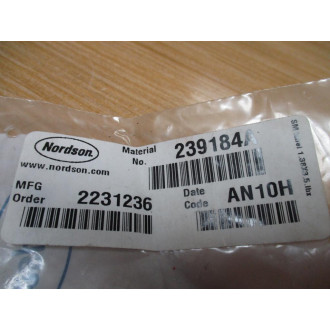 Nordson
www.nordson.com
Material No. 239184A
MFG Order 2231236
Date Code AN10H